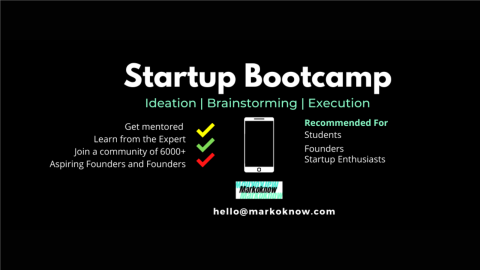 Startup Bootcamp
Ideation | Brainstorming | Execution
Get mentored
Learn from the Expert
Join a community of 6000+
Aspiring Founders and Founders
Recommended For
Students
Founders
Startup Enthusiasts
Markoknow
hello@markoknow.com